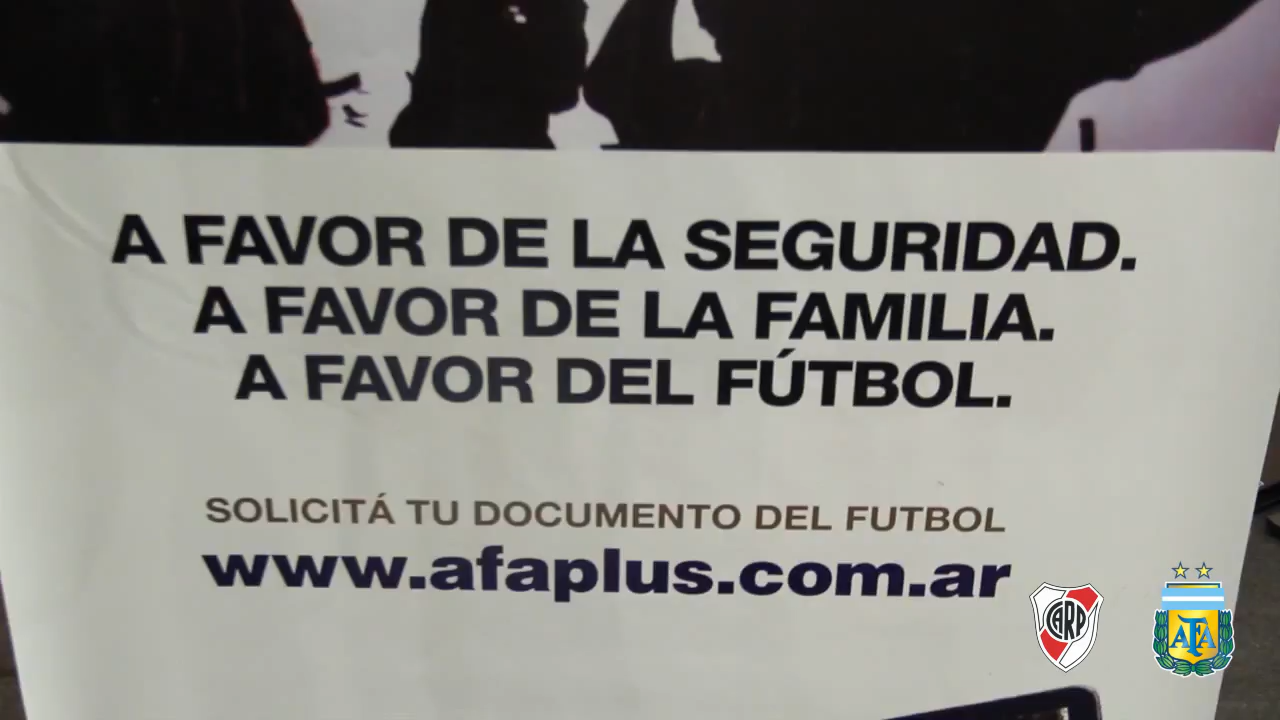 A FAVOR DE LA SEGURIDAD.
A FAVOR DE LA FAMILIA.
A FAVOR DEL FÚTBOL.
SOLICITÁ TU DOCUMENTO DEL FUTBOL
www.afaplus.com.ar
CARP
AFA